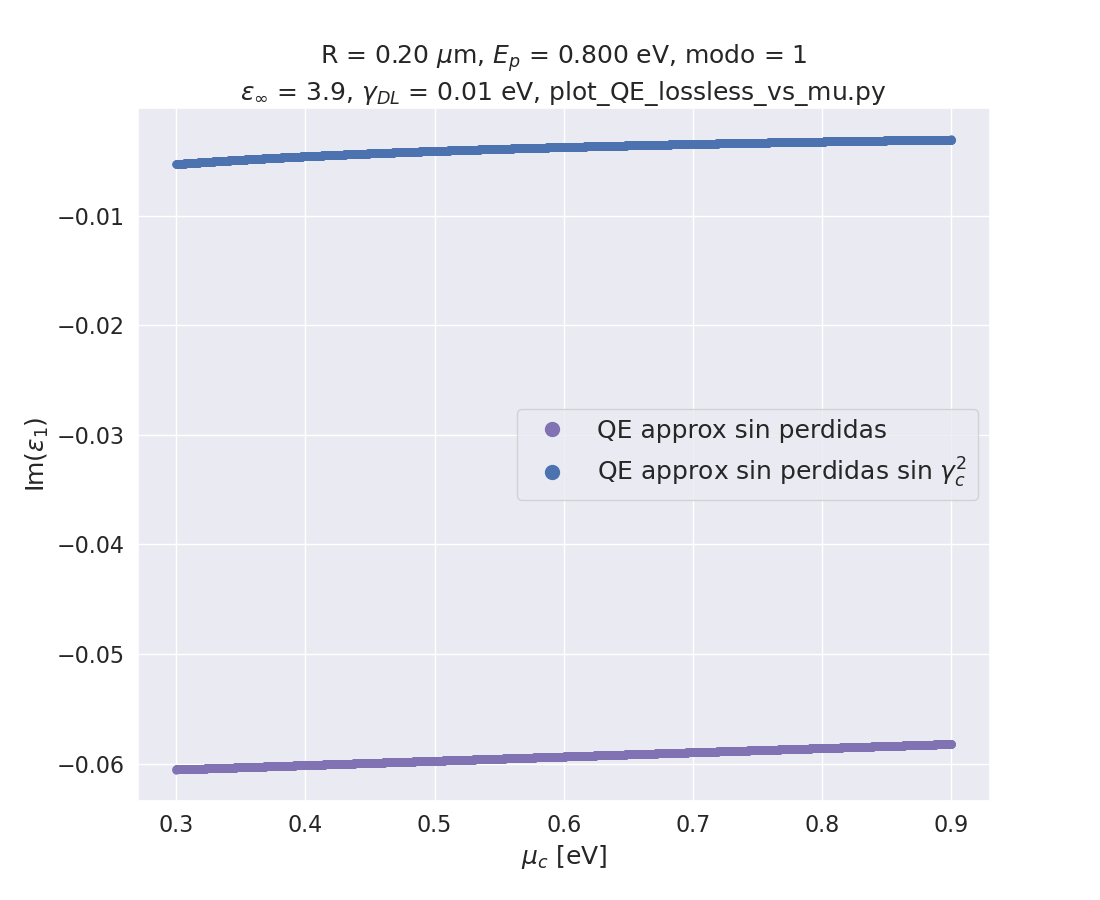 R = 0.20 μm, E_p = 0.800 eV, modo = 1
ε_∞ = 3.9, γ_DL = 0.01 eV, plot_QE_lossless_vs_mu.py
Im(ε₁)
−0.01
−0.02
−0.03
−0.04
−0.05
−0.06
QE approx sin perdidas
QE approx sin perdidas sin γ_c^2
0.3 0.4 0.5 0.6 0.7 0.8 0.9
μ_c [eV]